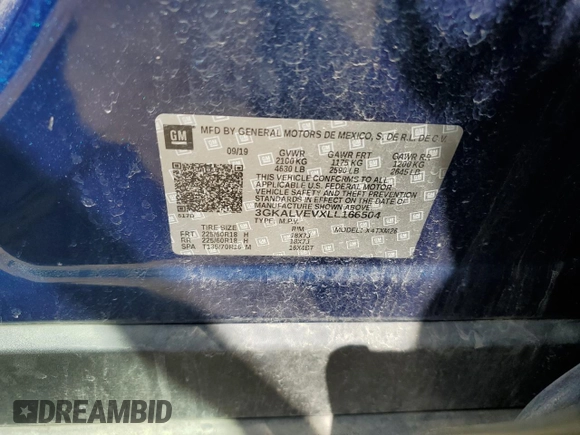 GM
MFD BY GENERAL MOTORS DE MEXICO, S. DE R.L. DE C.V.
09/19 GVWR GAWR FRT GAWR RR
2100 KG 1175 KG 1200 KG
4630 LB 2590 LB 2645 LB
THIS VEHICLE CONFORMS TO ALL APPLICABLE
U.S. FEDERAL MOTOR VEHICLE
SAFETY AND THEFT PREVENTION
STANDARDS IN EFFECT ON THE DATE OF
MANUFACTURE SHOWN ABOVE.
3GKALVEVXLL166504
TYPE: M.P.V.
TIRE SIZE RIM MODEL: X4TXM26
FRT 225/60R18 H 18X7J
RR 225/60R18 H 18X7J
SPA T135/70R16 M 16X4BT
DREAMBID